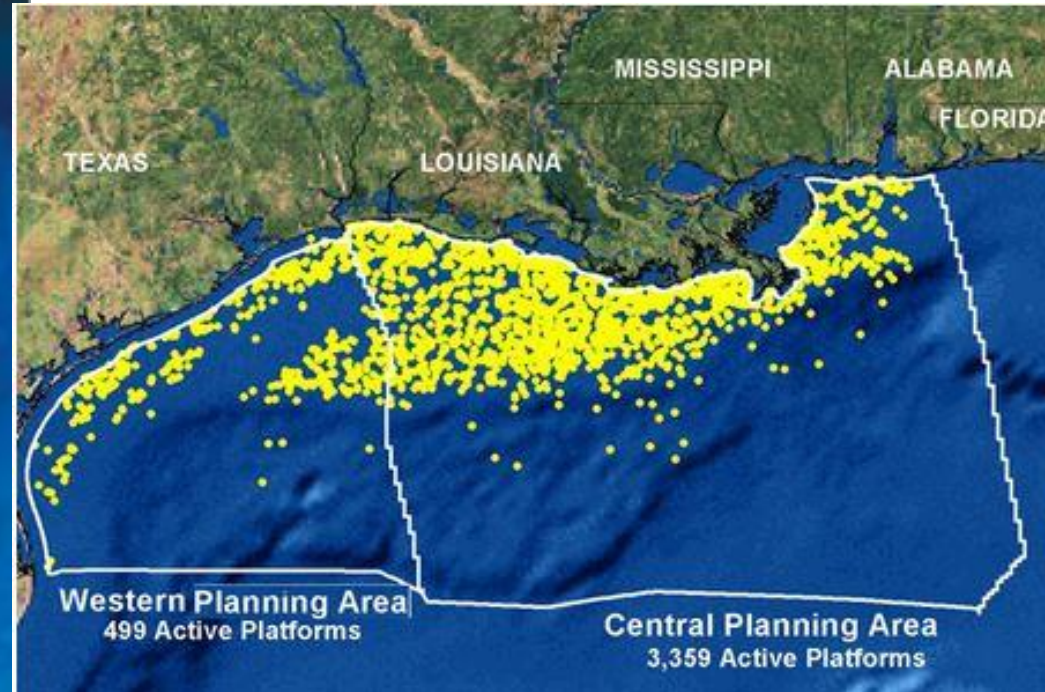 MISSISSIPPI
ALABAMA
FLORIDA
TEXAS
LOUISIANA
Western Planning Area
499 Active Platforms
Central Planning Area
3,359 Active Platforms